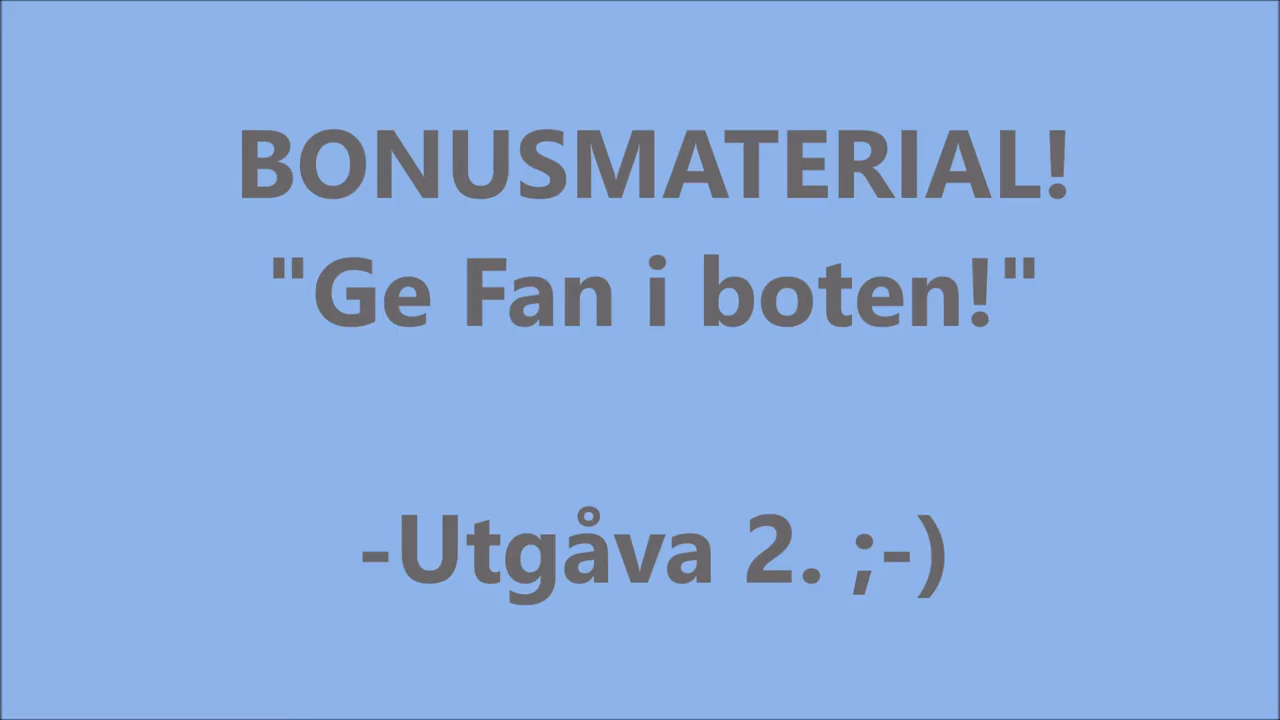 BONUSMATERIAL!
"Ge Fan i boten!"
-Utgåva 2. ;-)